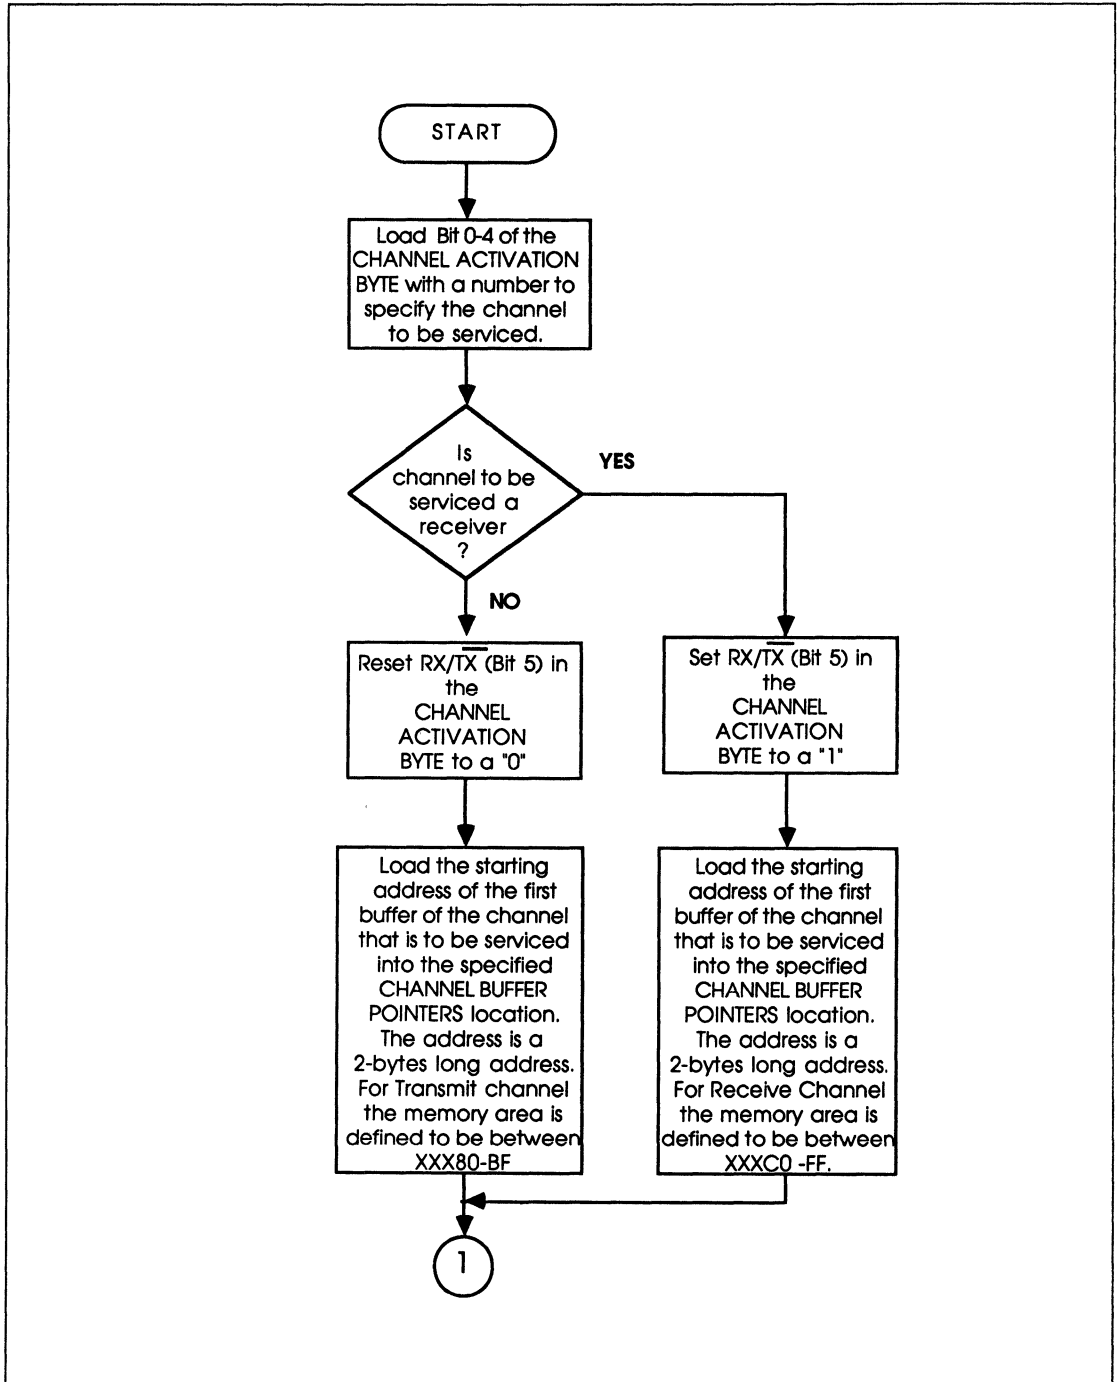 START
Load Bit 0-4 of the
CHANNEL ACTIVATION
BYTE with a number to
specify the channel
to be serviced.
Is
channel to be
serviced a
receiver
?
YES
NO
Reset RX/T̅X̅ (Bit 5) in
the
CHANNEL
ACTIVATION
BYTE to a "0"
Set RX/T̅X̅ (Bit 5) in
the
CHANNEL
ACTIVATION
BYTE to a "1"
Load the starting
address of the first
buffer of the channel
that is to be serviced
into the specified
CHANNEL BUFFER
POINTERS location.
The address is a
2-bytes long address.
For Transmit channel
the memory area is
defined to be between
XXX80-BF
Load the starting
address of the first
buffer of the channel
that is to be serviced
into the specified
CHANNEL BUFFER
POINTERS location.
The address is a
2-bytes long address.
For Receive Channel
the memory area is
defined to be between
XXXC0 -FF.
1